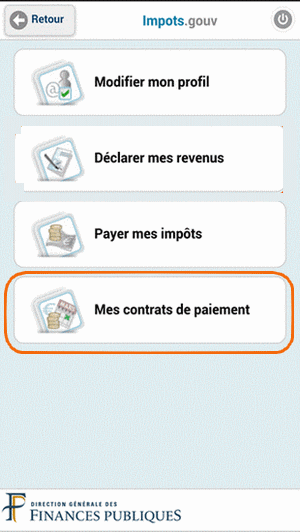 Retour
Impots.gouv
Modifier mon profil
Déclarer mes revenus
Payer mes impôts
Mes contrats de paiement
DIRECTION GÉNÉRALE DES
FINANCES PUBLIQUES